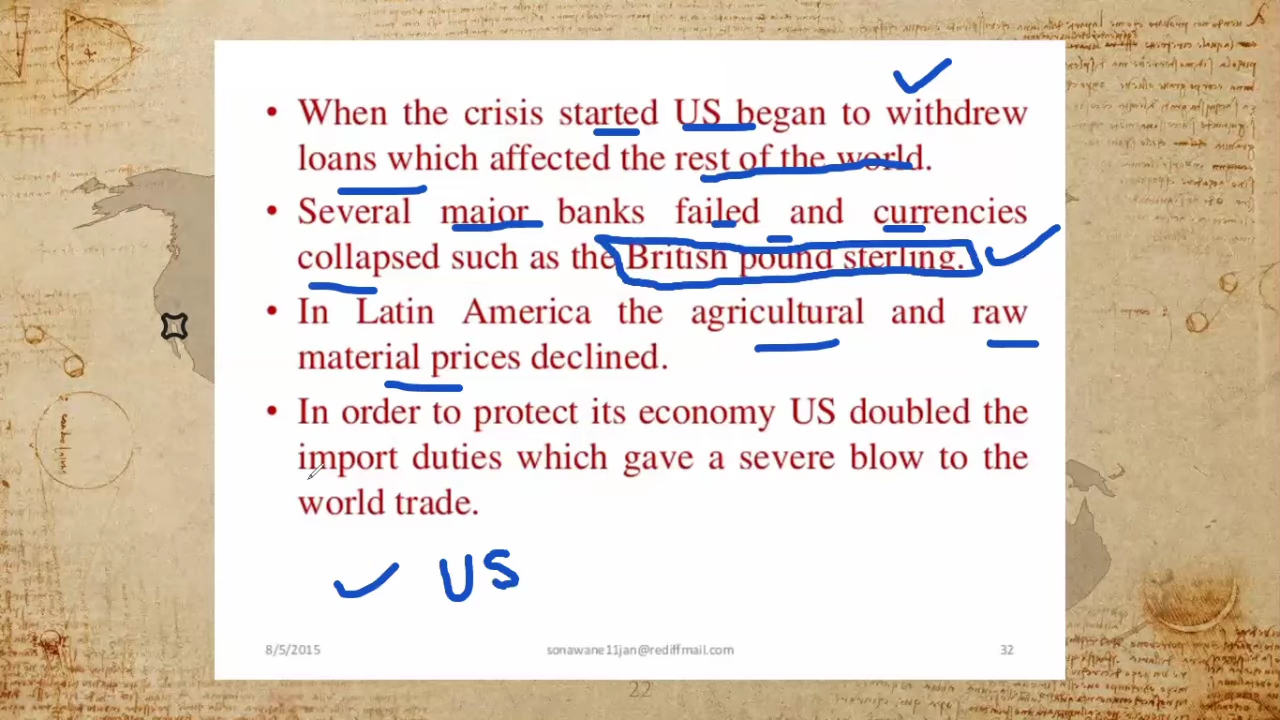 • When the crisis started US began to withdrew
loans which affected the rest of the world.
• Several major banks failed and currencies
collapsed such as the British pound sterling.
• In Latin America the agricultural and raw
material prices declined.
• In order to protect its economy US doubled the
import duties which gave a severe blow to the
world trade.
US
8/5/2015 sonawane11jan@rediffmail.com 32
22